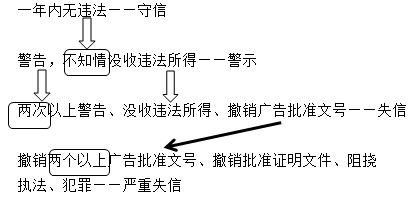 一年内无违法——守信
警告，不知情没收违法所得——警示
两次以上警告、没收违法所得、撤销广告批准文号——失信
撤销两个以上广告批准文号、撤销批准证明文件、阻挠
执法、犯罪——严重失信